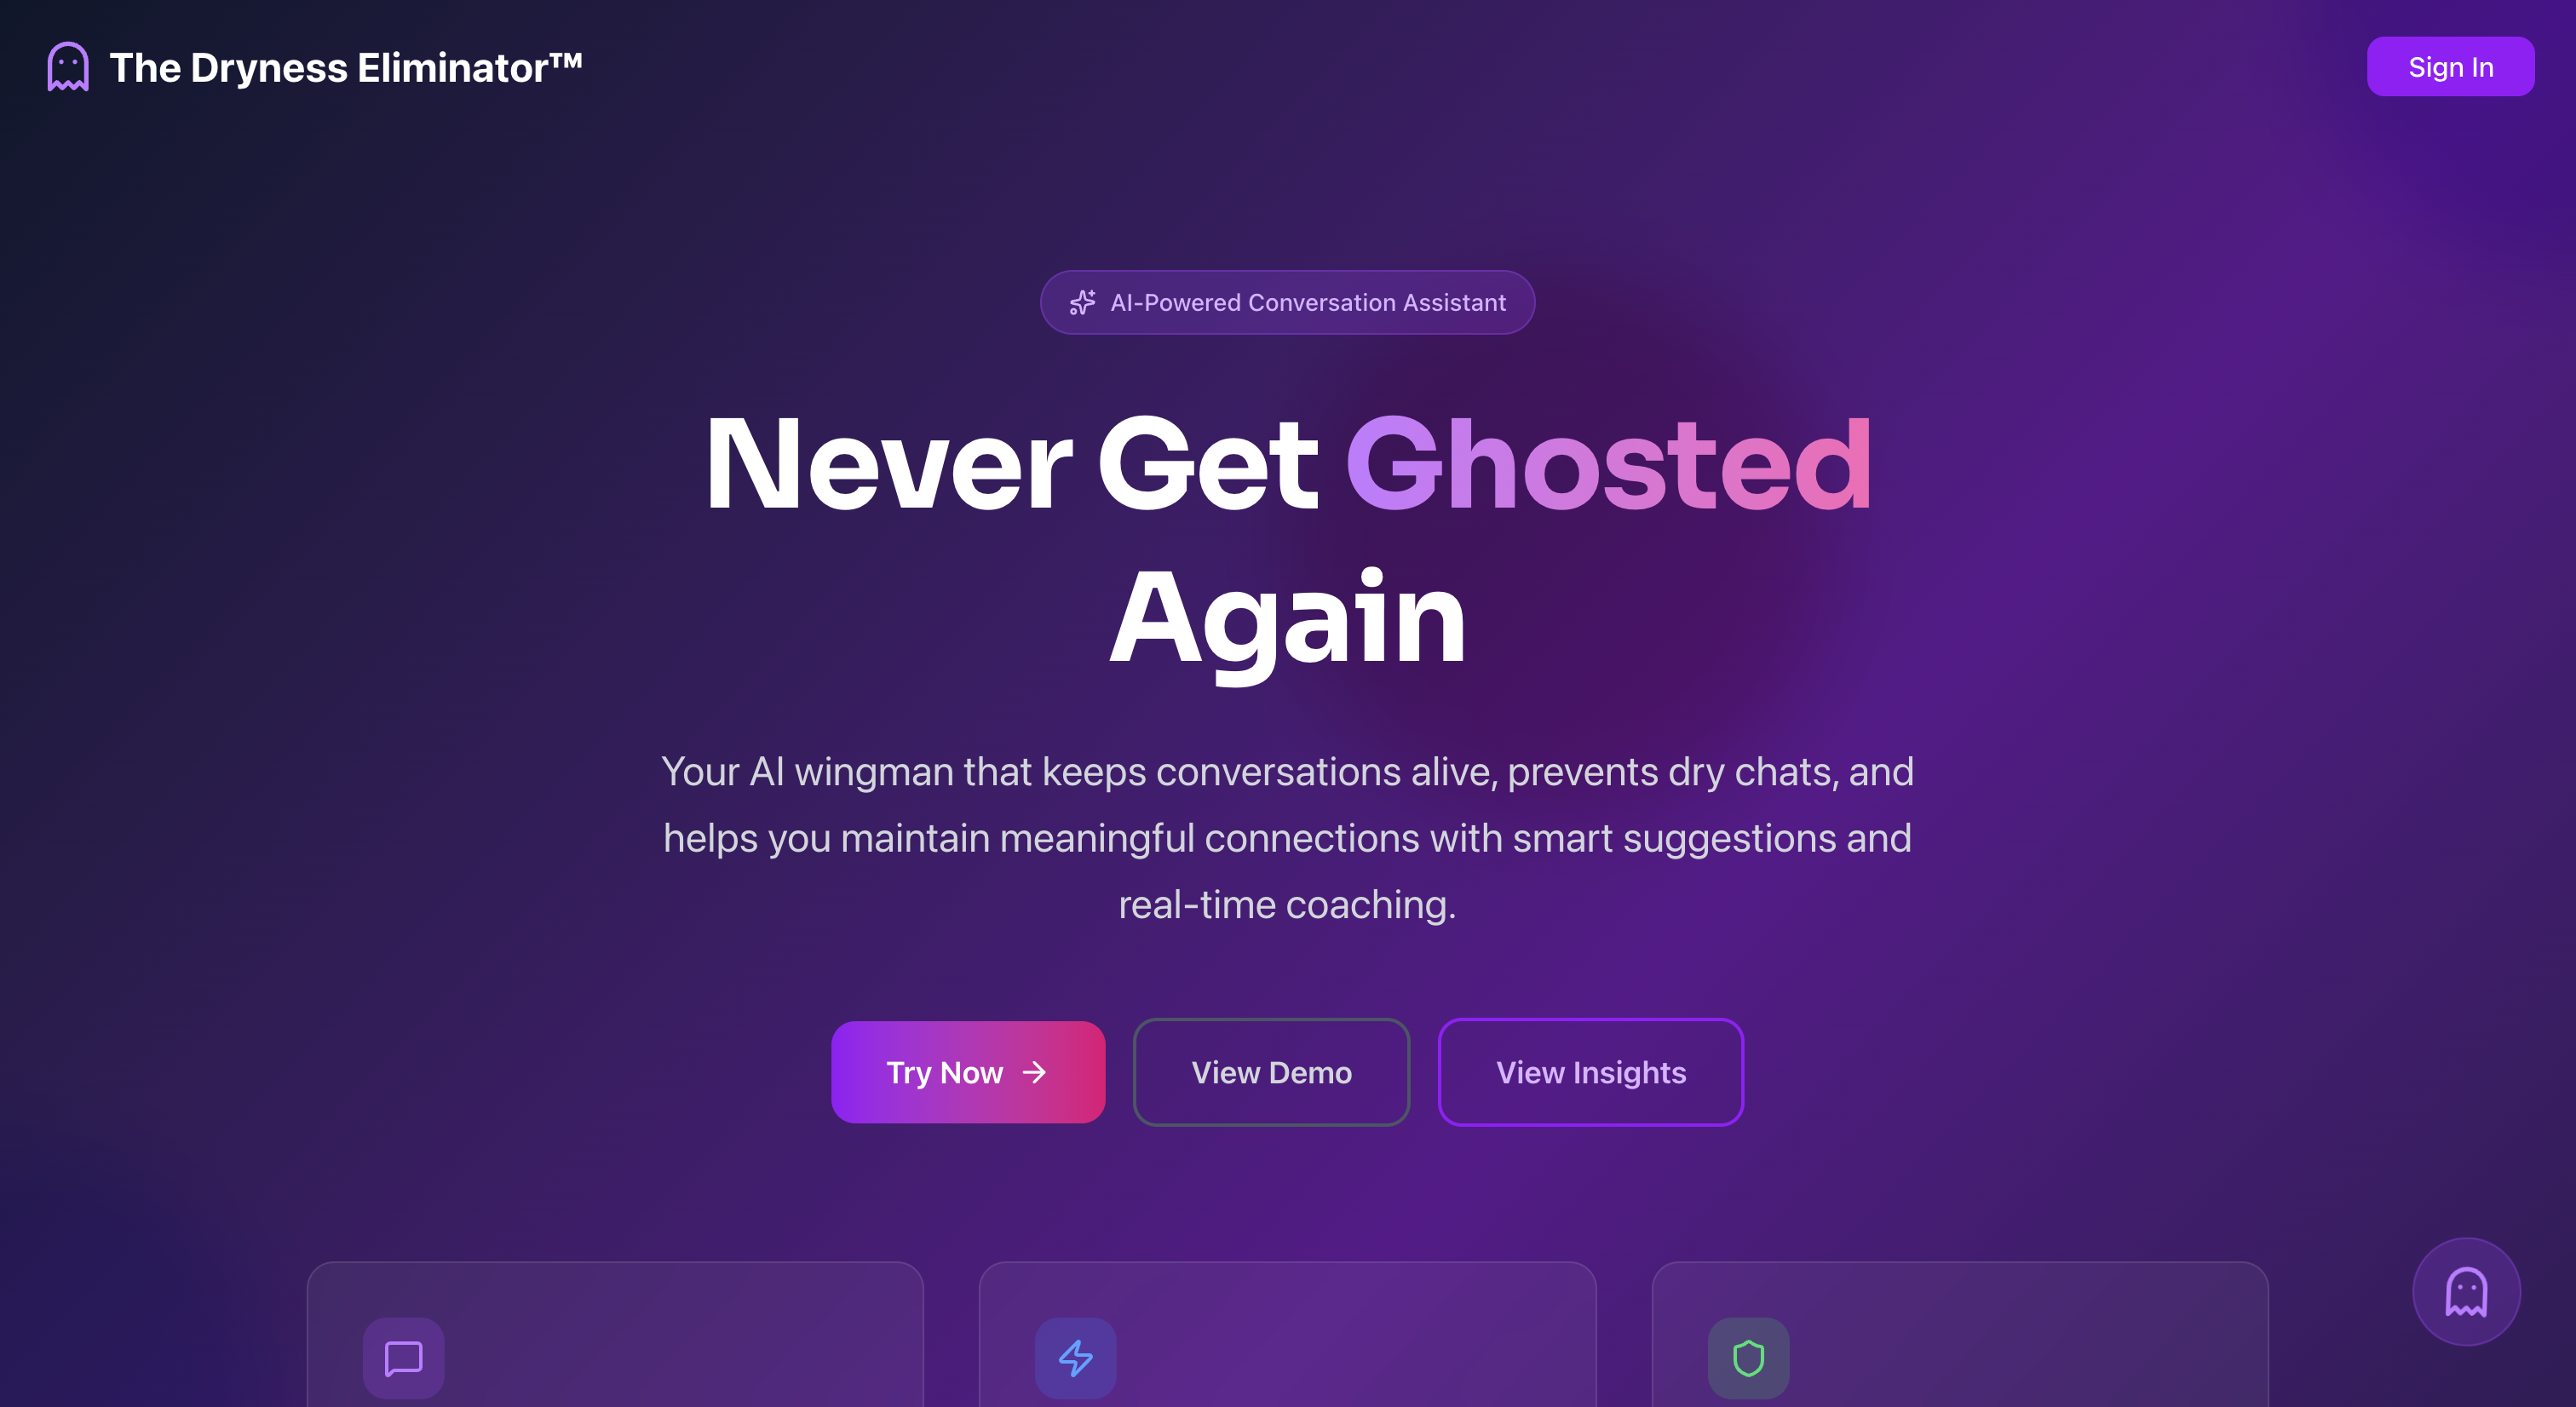 The Dryness Eliminator™
Sign In
AI-Powered Conversation Assistant
Never Get Ghosted
Again
Your AI wingman that keeps conversations alive, prevents dry chats, and
helps you maintain meaningful connections with smart suggestions and
real-time coaching.
Try Now →
View Demo
View Insights